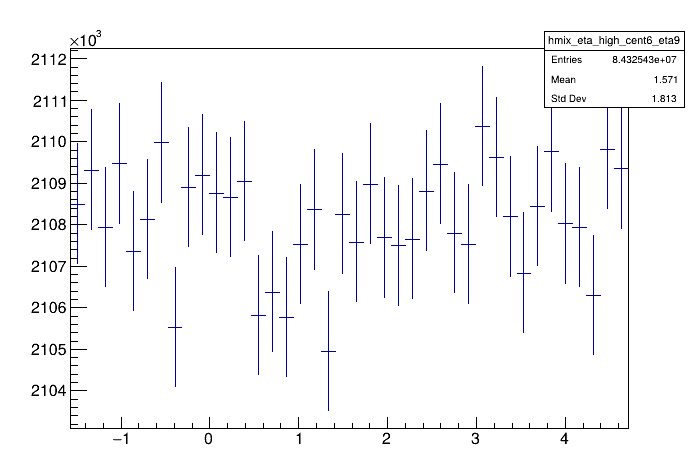 ×10³
hmix_eta_high_cent6_eta9
Entries 8.432543e+07
Mean 1.571
Std Dev 1.813
2112
2111
2110
2109
2108
2107
2106
2105
2104
−1 0 1 2 3 4